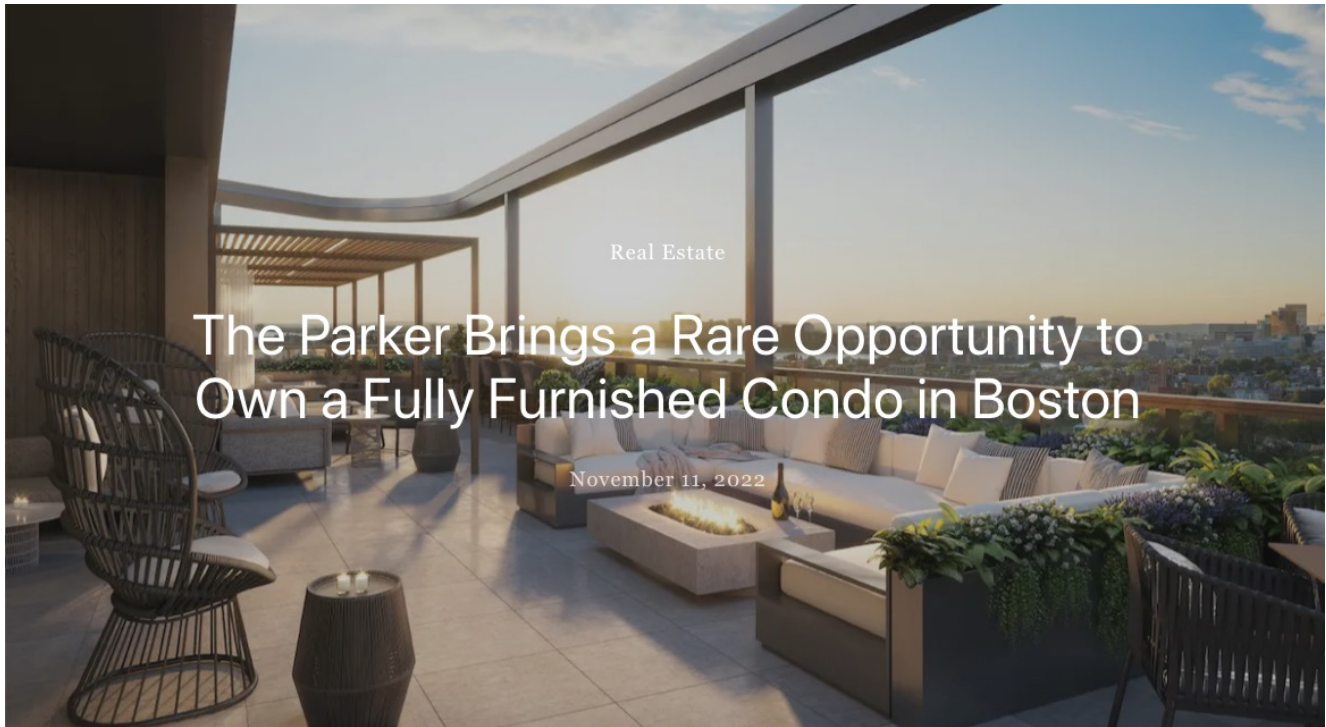 Real Estate
The Parker Brings a Rare Opportunity to
Own a Fully Furnished Condo in Boston
November 11, 2022